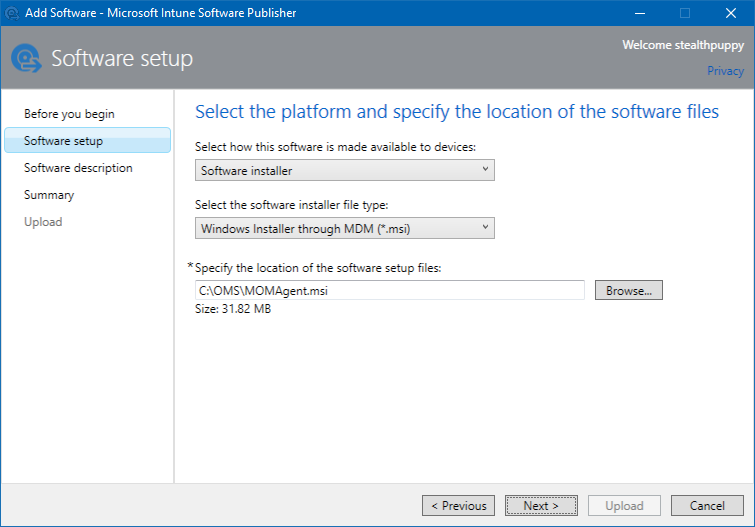 Add Software - Microsoft Intune Software Publisher
Software setup
Welcome stealthpuppy
Privacy
Before you begin
Software setup
Software description
Summary
Upload
Select the platform and specify the location of the software files
Select how this software is made available to devices:
Software installer
Select the software installer file type:
Windows Installer through MDM (*.msi)
*Specify the location of the software setup files:
C:\OMS\MOMAgent.msi
Browse...
Size: 31.82 MB
< Previous
Next >
Upload
Cancel